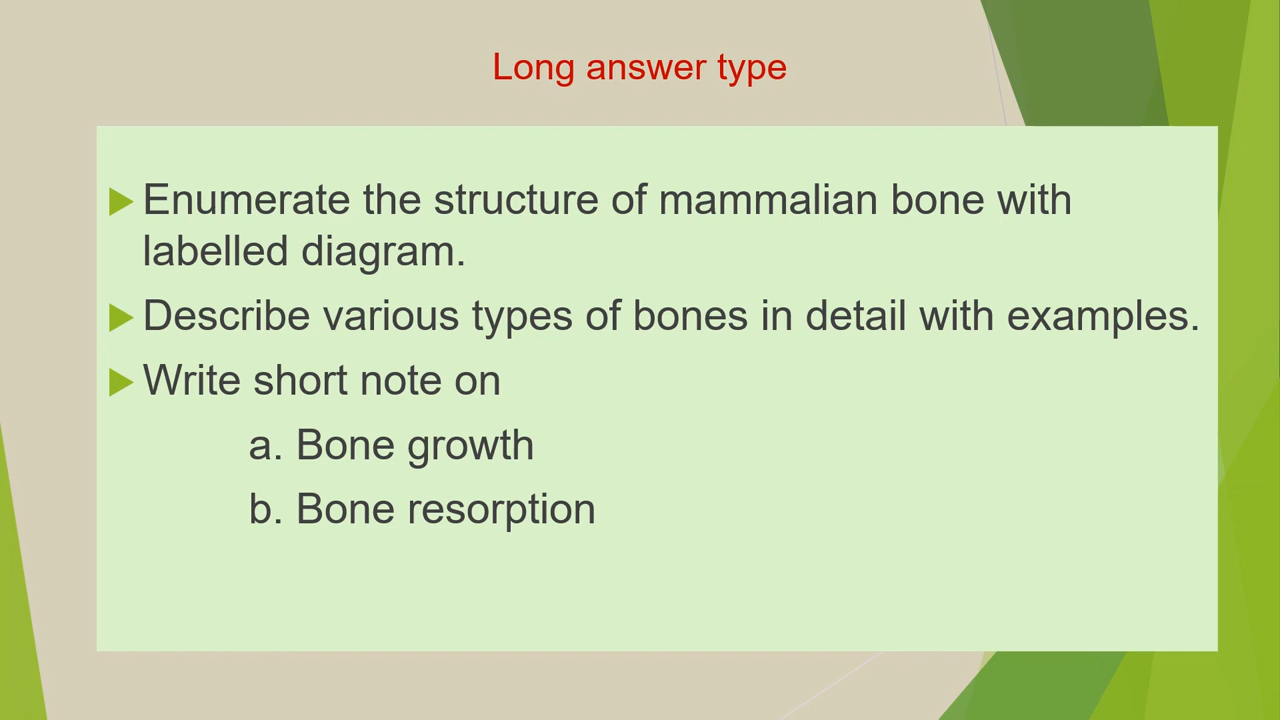 Long answer type
Enumerate the structure of mammalian bone with
labelled diagram.
Describe various types of bones in detail with examples.
Write short note on
a. Bone growth
b. Bone resorption